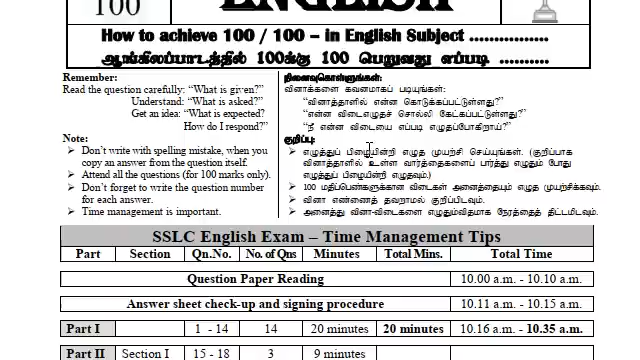 100 ENGLISH
How to achieve 100 / 100 – in English Subject ................
ஆங்கிலப்பாடத்தில் 100க்கு 100 பெறுவது எப்படி ..........
Remember:
Read the question carefully: “What is given?”
Understand: “What is asked?”
Get an idea: “What is expected?
How do I respond?”
Note:
➢ Don’t write with spelling mistake, when you
copy an answer from the question itself.
➢ Attend all the questions (for 100 marks only).
➢ Don’t forget to write the question number
for each answer.
➢ Time management is important.
நினைவுகொள்ளுங்கள்:
வினாக்களை கவனமாகப் படியுங்கள்:
“வினாத்தாளில் என்ன கொடுக்கப்பட்டுள்ளது?”
“என்ன விடைஎழுதச் சொல்லி கேட்கப்பட்டுள்ளது?”
“நீ என்ன விடையை எப்படி எழுதப்போகிறாய்?”
குறிப்பு:
➢ எழுத்துப் பிழையின்றி எழுத முயற்சி செய்யுங்கள். (குறிப்பாக
வினாத்தாளில் உள்ள வார்த்தைகளைப் பார்த்து எழுதும் போது
எழுத்துப் பிழையின்றி எழுதவும்.)
➢ 100 மதிப்பெண்களுக்கான விடைகள் அனைத்தையும் எழுத முயற்சிக்கவும்.
➢ வினா எண்ணைத் தவறாமல் குறிப்பிடவும்.
➢ அனைத்து வினா-விடைகளை எழுதும்விதமாக நேரத்தைத் திட்டமிடவும்.
SSLC English Exam – Time Management Tips
Part Section Qn.No. No. of Qns Minutes Total Mins. Total Time
Question Paper Reading 10.00 a.m. - 10.10 a.m.
Answer sheet check-up and signing procedure 10.11 a.m. - 10.15 a.m.
Part I 1 - 14 14 20 minutes 20 minutes 10.16 a.m. - 10.35 a.m.
Part II Section I 15 - 18 3 9 minutes